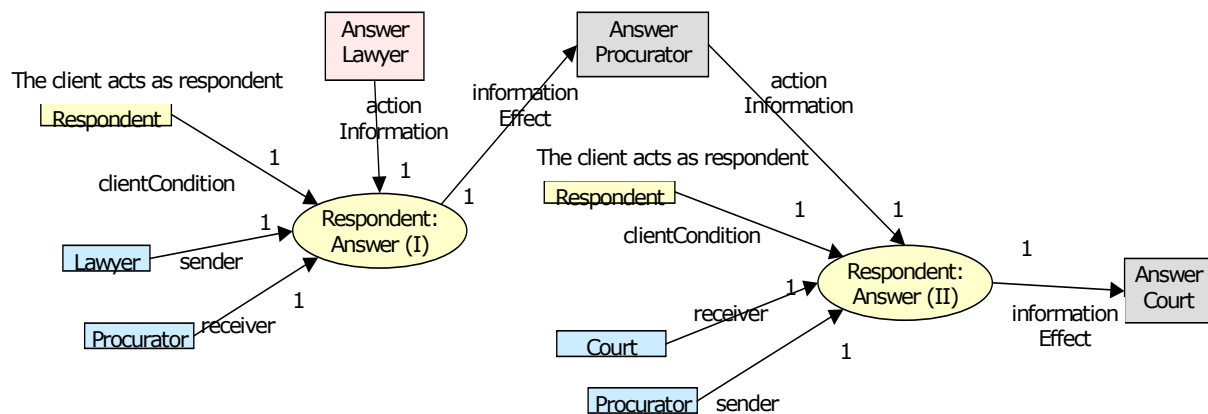 Answer
Lawyer
Answer
Procurator
The client acts as respondent
Respondent
action
Information
information
Effect
action
Information
1
clientCondition
1
1
1
Respondent:
Answer (I)
Lawyer
sender
1
Procurator
receiver
The client acts as respondent
Respondent
1
1
clientCondition
Respondent:
Answer (II)
1
1
Answer
Court
information
Effect
receiver
Court
1
Procurator
sender